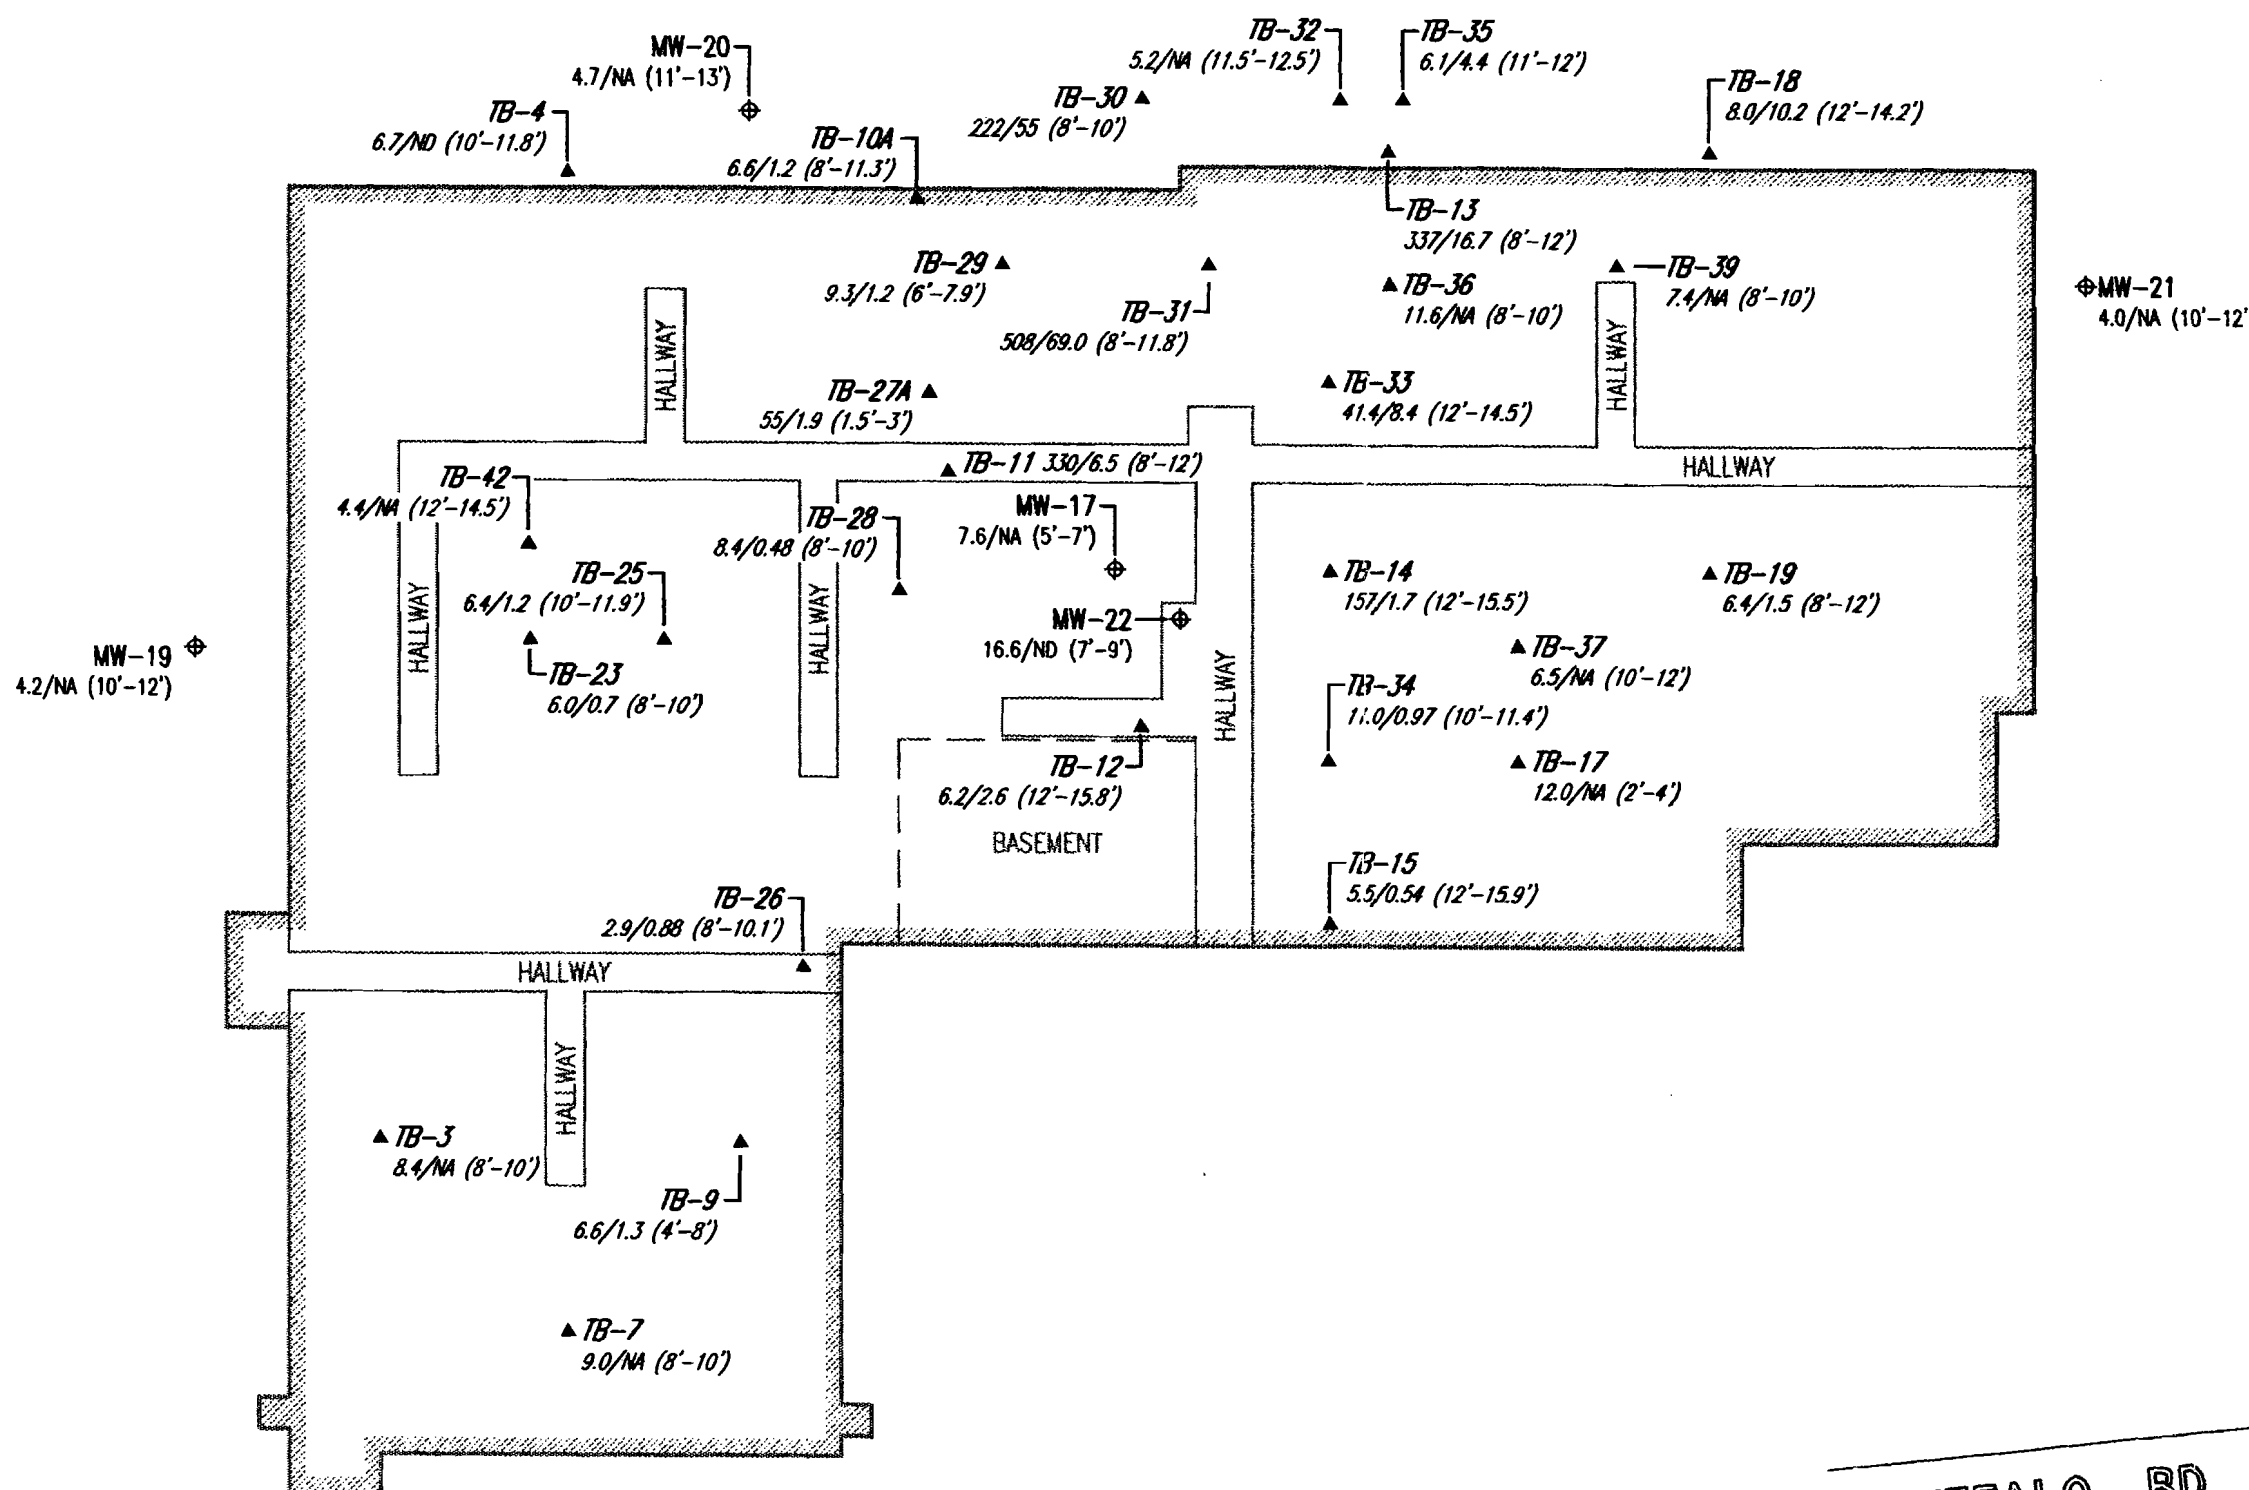 TB-32
5.2/NA (11.5'-12.5')
TB-35
6.1/4.4 (11'-12')
MW-20
4.7/NA (11'-13')
TB-30
222/55 (8'-10')
TB-18
8.0/10.2 (12'-14.2')
TB-4
6.7/ND (10'-11.8')
TB-10A
6.6/1.2 (8'-11.3')
TB-13
337/16.7 (8'-12')
TB-29
9.3/1.2 (6'-7.9')
TB-31
508/69.0 (8'-11.8')
TB-36
11.6/NA (8'-10')
TB-39
7.4/NA (8'-10')
MW-21
4.0/NA (10'-12'
HALLWAY
HALLWAY
TB-27A
55/1.9 (1.5'-3')
TB-33
41.4/8.4 (12'-14.5')
TB-11 330/6.5 (8'-12')
HALLWAY
TB-42
4.4/NA (12'-14.5')
TB-28
8.4/0.48 (8'-10')
MW-17
7.6/NA (5'-7')
TB-25
6.4/1.2 (10'-11.9')
TB-14
157/1.7 (12'-15.5')
TB-19
6.4/1.5 (8'-12')
HALLWAY
HALLWAY
MW-22
16.6/ND (7'-9')
TB-37
6.5/NA (10'-12')
MW-19
4.2/NA (10'-12')
TB-23
6.0/0.7 (8'-10')
HALLWAY
TB-34
11.0/0.97 (10'-11.4')
TB-12
6.2/2.6 (12'-15.8')
TB-17
12.0/NA (2'-4')
BASEMENT
TB-15
5.5/0.54 (12'-15.9')
TB-26
2.9/0.88 (8'-10.1')
HALLWAY
HALLWAY
TB-3
8.4/NA (8'-10')
TB-9
6.6/1.3 (4'-8')
TB-7
9.0/NA (8'-10')
RD